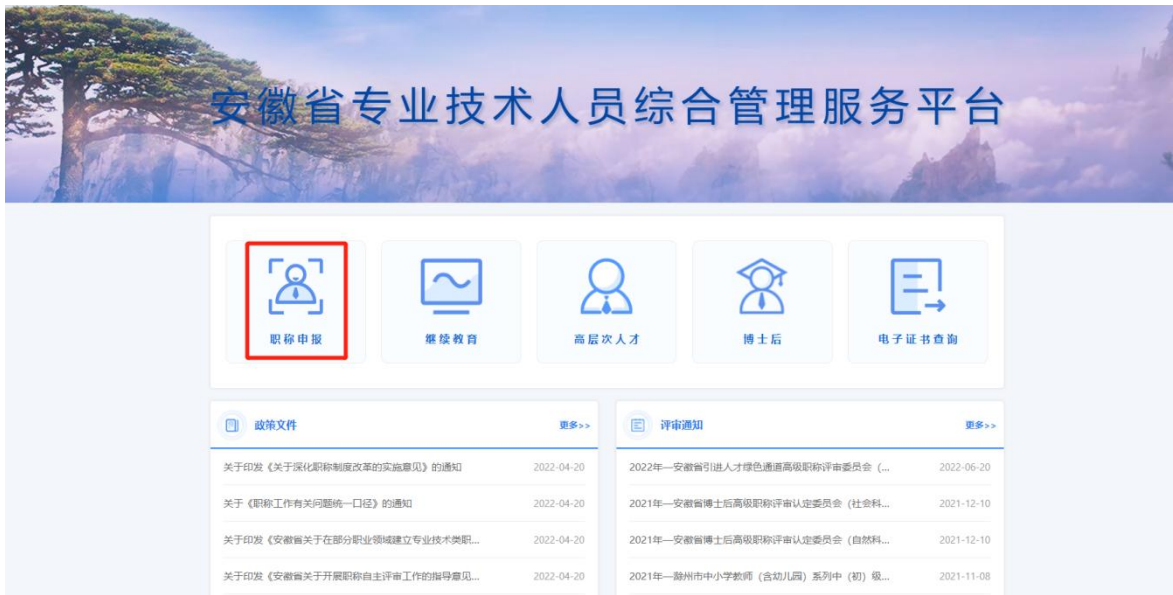 安徽省专业技术人员综合管理服务平台
职称申报
继续教育
高层次人才
博士后
电子证书查询
政策文件
更多>>
关于印发《关于深化职称制度改革的实施意见》的通知 2022-04-20
关于《职称工作有关问题统一口径》的通知 2022-04-20
关于印发《安徽省关于在部分职业领域建立专业技术类职... 2022-04-20
关于印发《安徽省关于开展职称自主评审工作的指导意见... 2022-04-20
评审通知
更多>>
2022年—安徽省引进人才绿色通道高级职称评审委员会（... 2022-06-20
2021年—安徽省博士后高级职称评审认定委员会（社会科... 2021-12-10
2021年—安徽省博士后高级职称评审认定委员会（自然科... 2021-12-10
2021年—滁州市中小学教师（含幼儿园）系列中（初）级... 2021-11-08